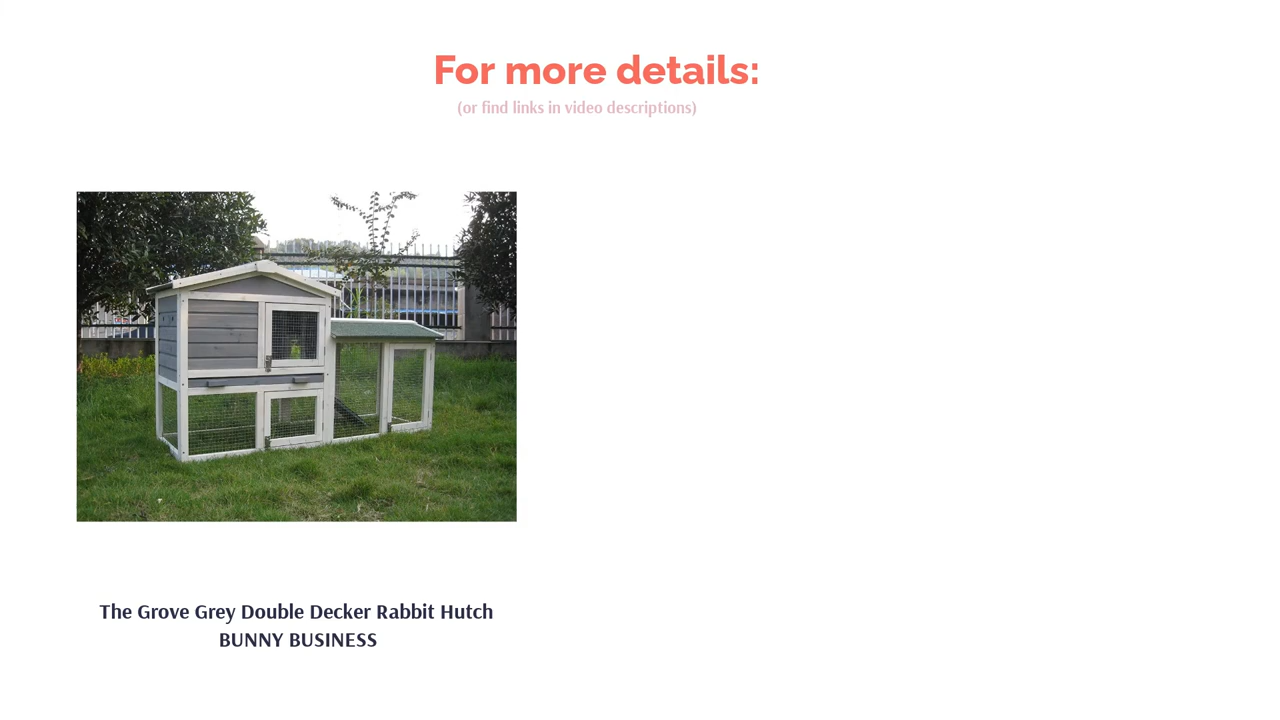 For more details:
(or find links in video descriptions)
The Grove Grey Double Decker Rabbit Hutch
BUNNY BUSINESS